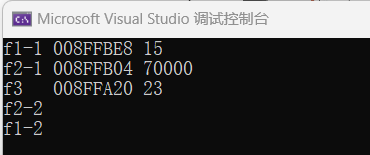 Microsoft Visual Studio 调试控制台
f1-1 008FFBE8 15
f2-1 008FFB04 70000
f3   008FFA20 23
f2-2
f1-2